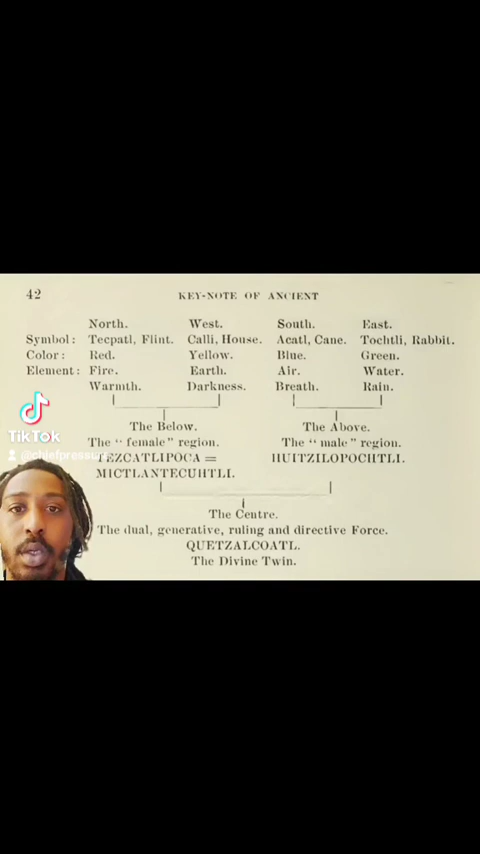 42 KEY-NOTE OF ANCIENT
North. West. South. East.
Symbol: Tecpatl, Flint. Calli, House. Acatl, Cane. Tochtli, Rabbit.
Color: Red. Yellow. Blue. Green.
Element: Fire. Earth. Air. Water.
Warmth. Darkness. Breath. Rain.
The Below. The Above.
The "female" region. The "male" region.
TEZCATLIPOCA = HUITZILOPOCHTLI.
MICTLANTECUHTLI.
The Centre.
The dual, generative, ruling and directive Force.
QUETZALCOATL.
The Divine Twin.
TikTok
@chiefpressure